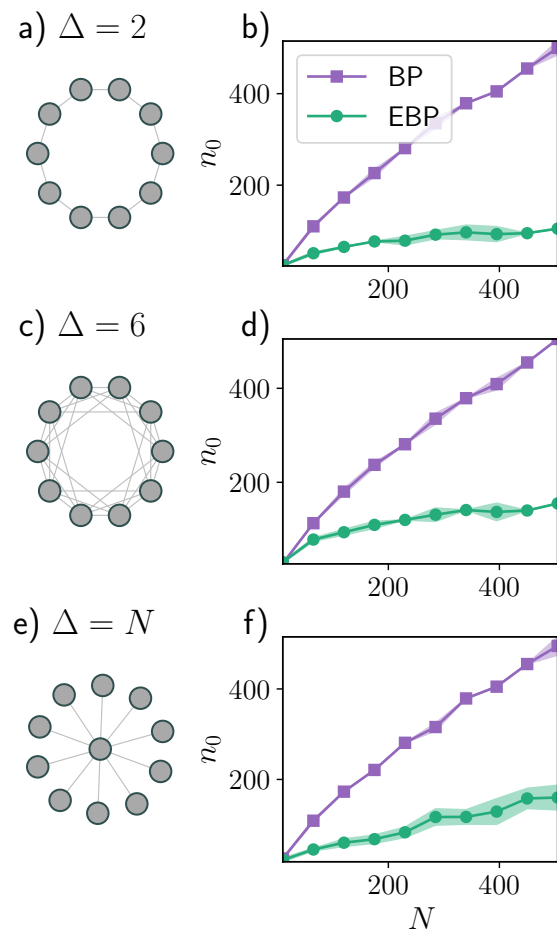 a) Δ = 2
b)
BP
EBP
n₀
400
200
200
400
c) Δ = 6
d)
n₀
400
200
200
400
e) Δ = N
f)
n₀
400
200
200
400
N